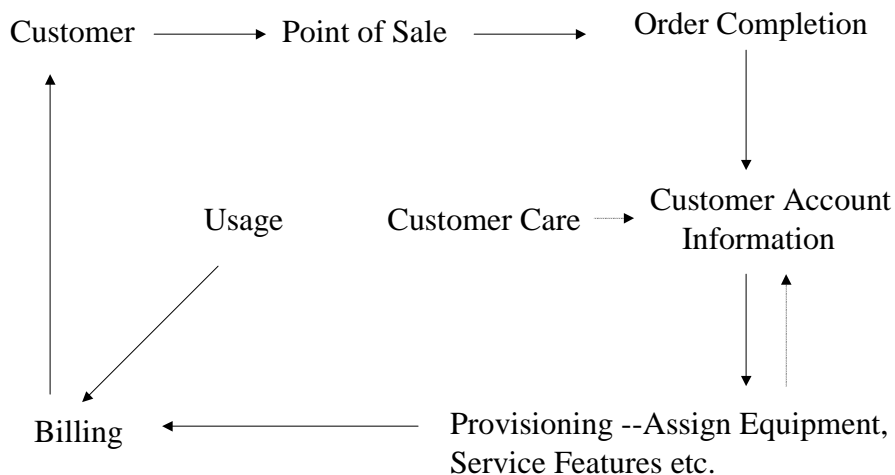 Customer
Point of Sale
Order Completion
Usage
Customer Care
Customer Account
Information
Billing
Provisioning --Assign Equipment,
Service Features etc.